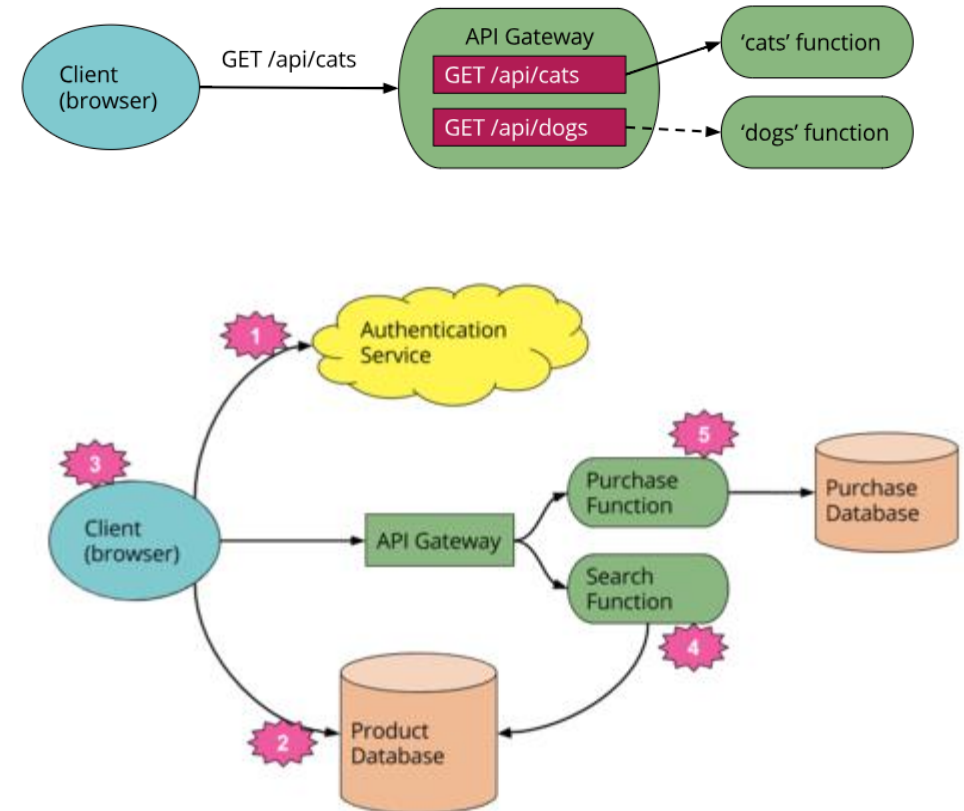 GET /api/cats
Client
(browser)
API Gateway
GET /api/cats
GET /api/dogs
‘cats’ function
‘dogs’ function
1
Authentication
Service
3
Client
(browser)
API Gateway
5
Purchase
Function
Purchase
Database
Search
Function
4
2
Product
Database